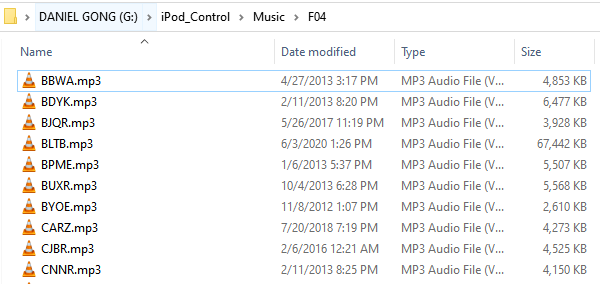 DANIEL GONG (G:) > iPod_Control > Music > F04
Name Date modified Type Size
BBWA.mp3 4/27/2013 3:17 PM MP3 Audio File (V... 4,853 KB
BDYK.mp3 2/11/2013 8:20 PM MP3 Audio File (V... 6,477 KB
BJQR.mp3 5/26/2017 11:19 PM MP3 Audio File (V... 3,928 KB
BLTB.mp3 6/3/2020 1:26 PM MP3 Audio File (V... 67,442 KB
BPME.mp3 1/6/2013 5:37 PM MP3 Audio File (V... 5,507 KB
BUXR.mp3 10/4/2013 6:28 PM MP3 Audio File (V... 5,568 KB
BYOE.mp3 11/8/2012 1:07 PM MP3 Audio File (V... 2,610 KB
CARZ.mp3 7/20/2018 7:19 PM MP3 Audio File (V... 4,273 KB
CJBR.mp3 2/6/2016 12:21 AM MP3 Audio File (V... 4,525 KB
CNNR.mp3 2/11/2013 8:25 PM MP3 Audio File (V... 4,150 KB